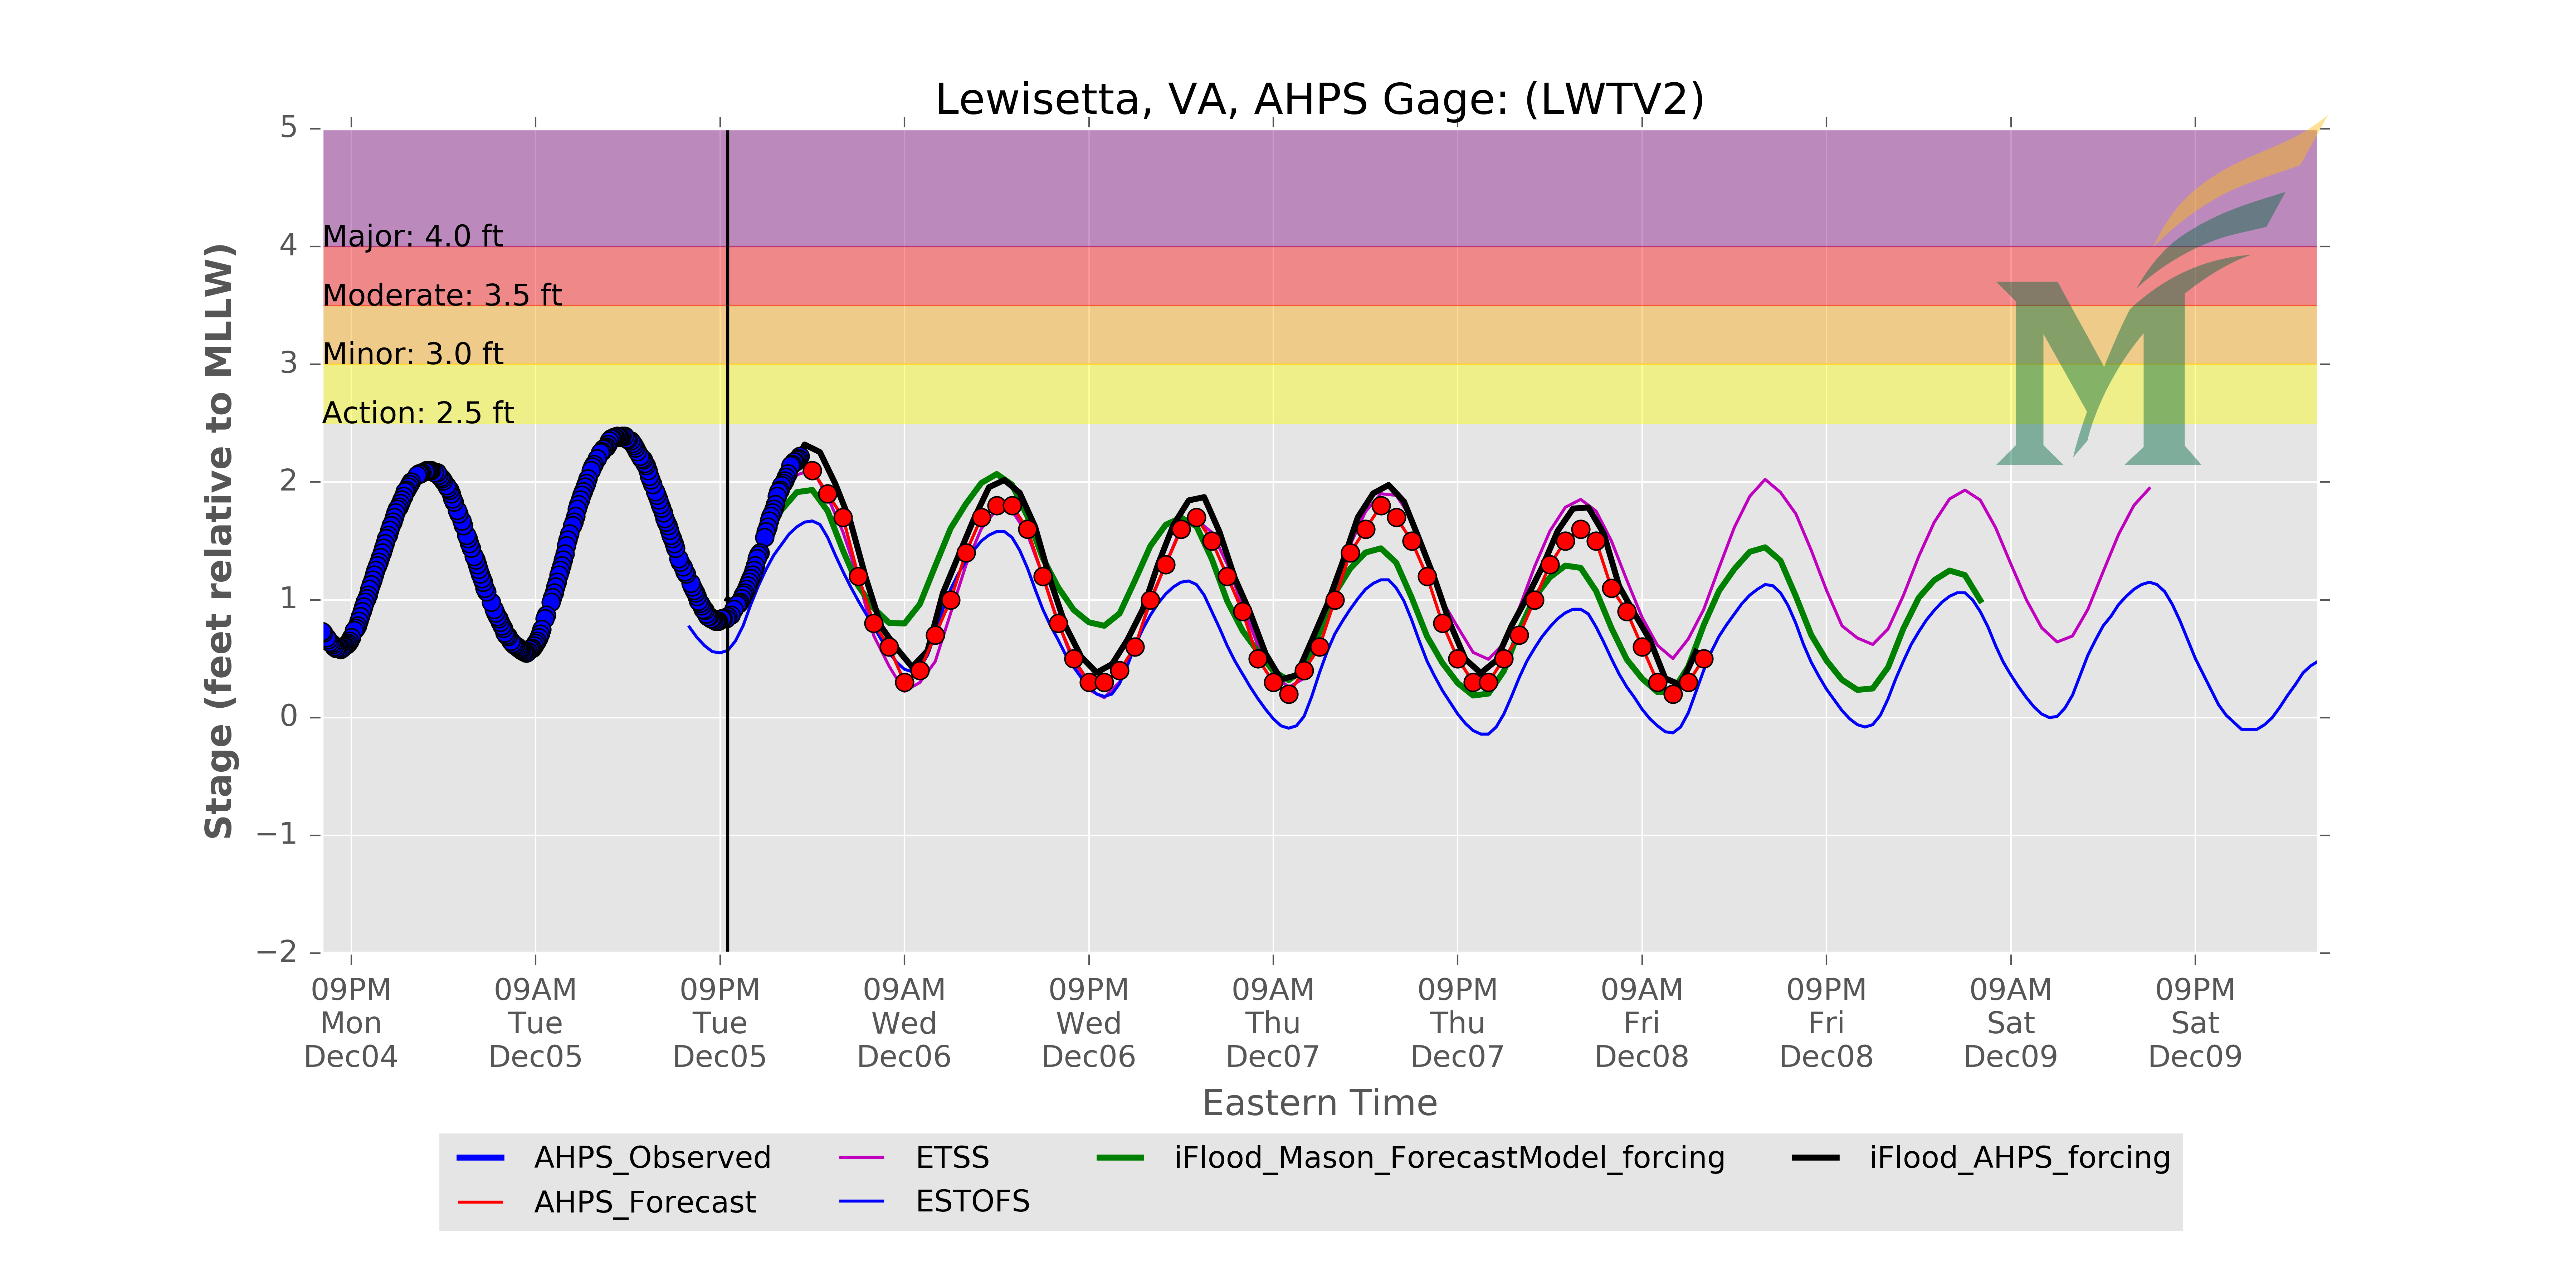 Lewisetta, VA, AHPS Gage: (LWTV2)
Stage (feet relative to MLLW)
5
4
3
2
1
0
−1
−2
Major: 4.0 ft
Moderate: 3.5 ft
Minor: 3.0 ft
Action: 2.5 ft
M
09PM 09AM 09PM 09AM 09PM 09AM 09PM 09AM 09PM 09AM 09PM
Mon Tue Tue Wed Wed Thu Thu Fri Fri Sat Sat
Dec04 Dec05 Dec05 Dec06 Dec06 Dec07 Dec07 Dec08 Dec08 Dec09 Dec09
Eastern Time
AHPS_Observed ETSS iFlood_Mason_ForecastModel_forcing iFlood_AHPS_forcing
AHPS_Forecast ESTOFS